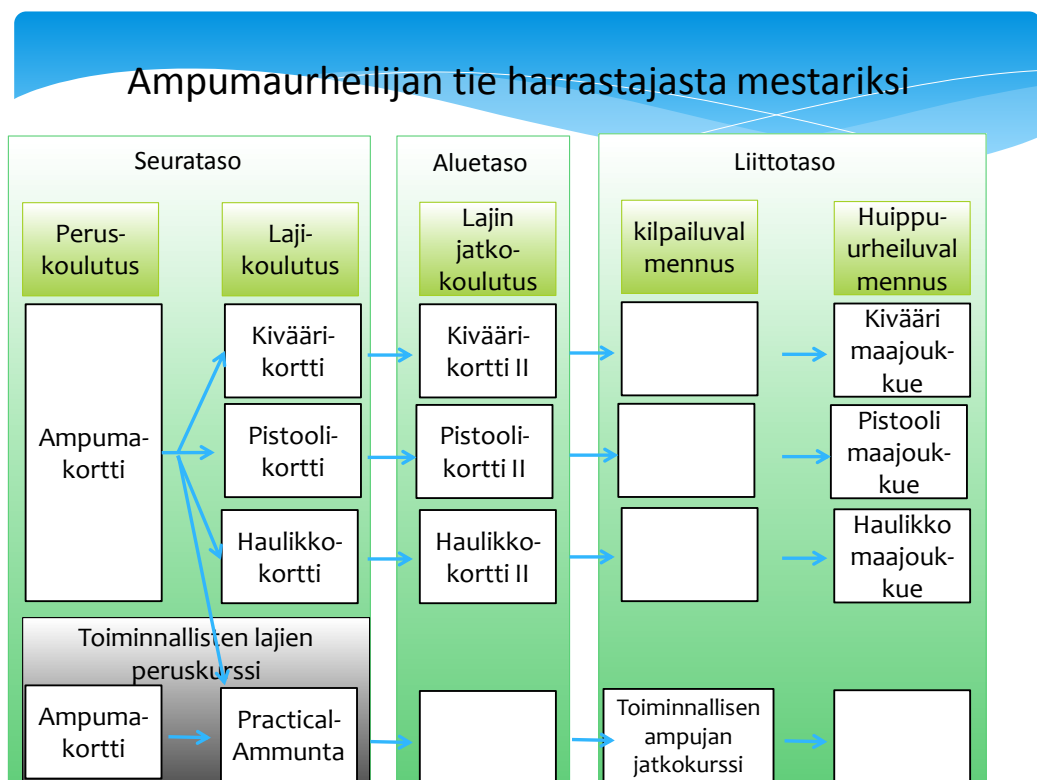 Ampumaurheilijan tie harrastajasta mestariksi
Seurataso
Perus-
koulutus
Laji-
koulutus
Ampuma-
kortti
Kivääri-
kortti
Pistooli-
kortti
Haulikko-
kortti
Toiminnallisten lajien
peruskurssi
Ampuma-
kortti
Practical-
Ammunta
Aluetaso
Lajin
jatko-
koulutus
Kivääri-
kortti II
Pistooli-
kortti II
Haulikko-
kortti II
Liittotaso
kilpailuval
mennus
Huippu-
urheiluval
mennus
Kivääri
maajouk-
kue
Pistooli
maajouk-
kue
Haulikko
maajouk-
kue
Toiminnallisen
ampujan
jatkokurssi